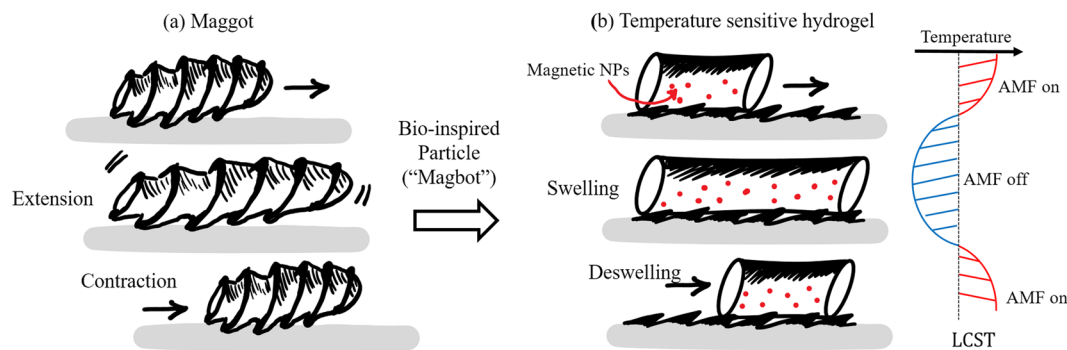 (a) Maggot
Extension
Contraction
Bio-inspired
Particle
("Magbot")
(b) Temperature sensitive hydrogel
Magnetic NPs
Swelling
Deswelling
Temperature
AMF on
AMF off
AMF on
LCST